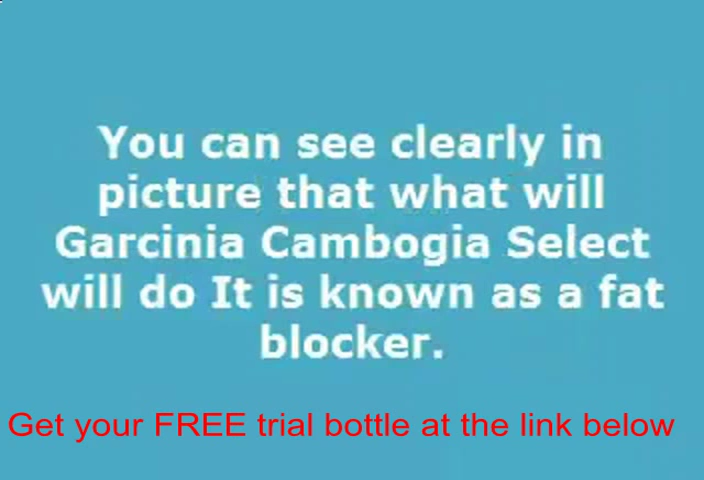 You can see clearly in
picture that what will
Garcinia Cambogia Select
will do It is known as a fat
blocker.
Get your FREE trial bottle at the link below